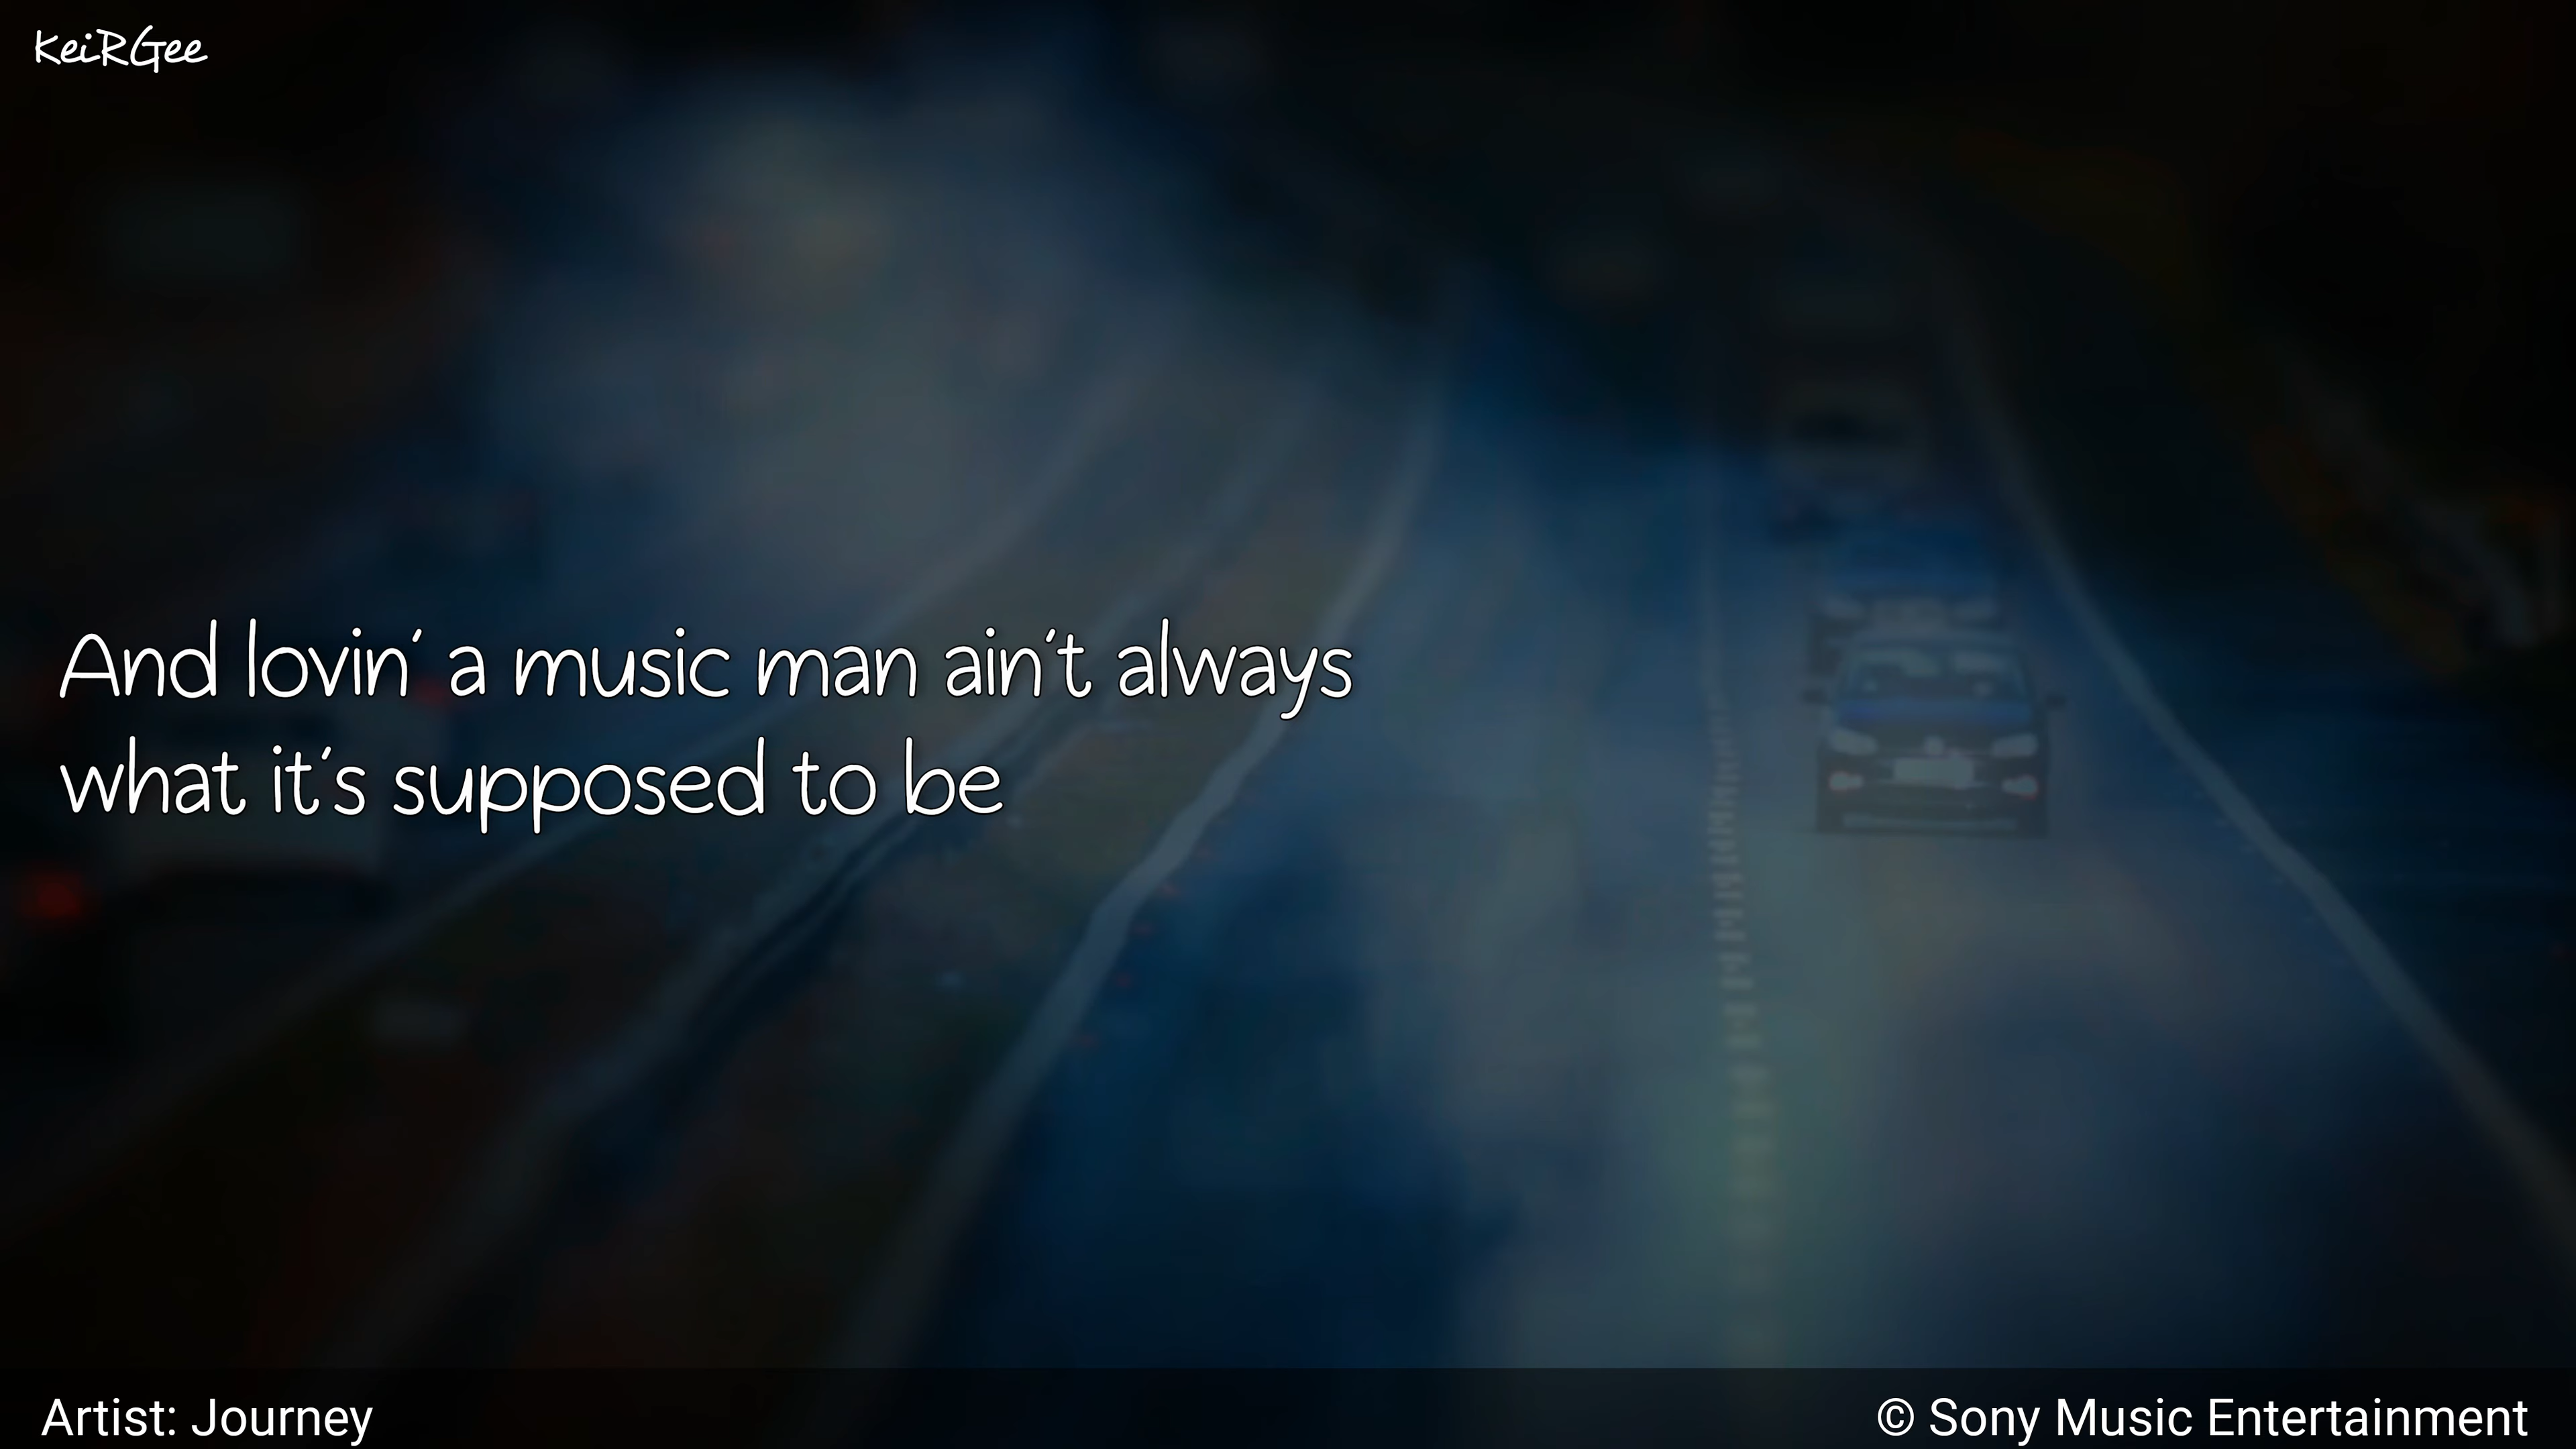 KeiRGee
And lovin' a music man ain't always
what it's supposed to be
Artist: Journey
© Sony Music Entertainment